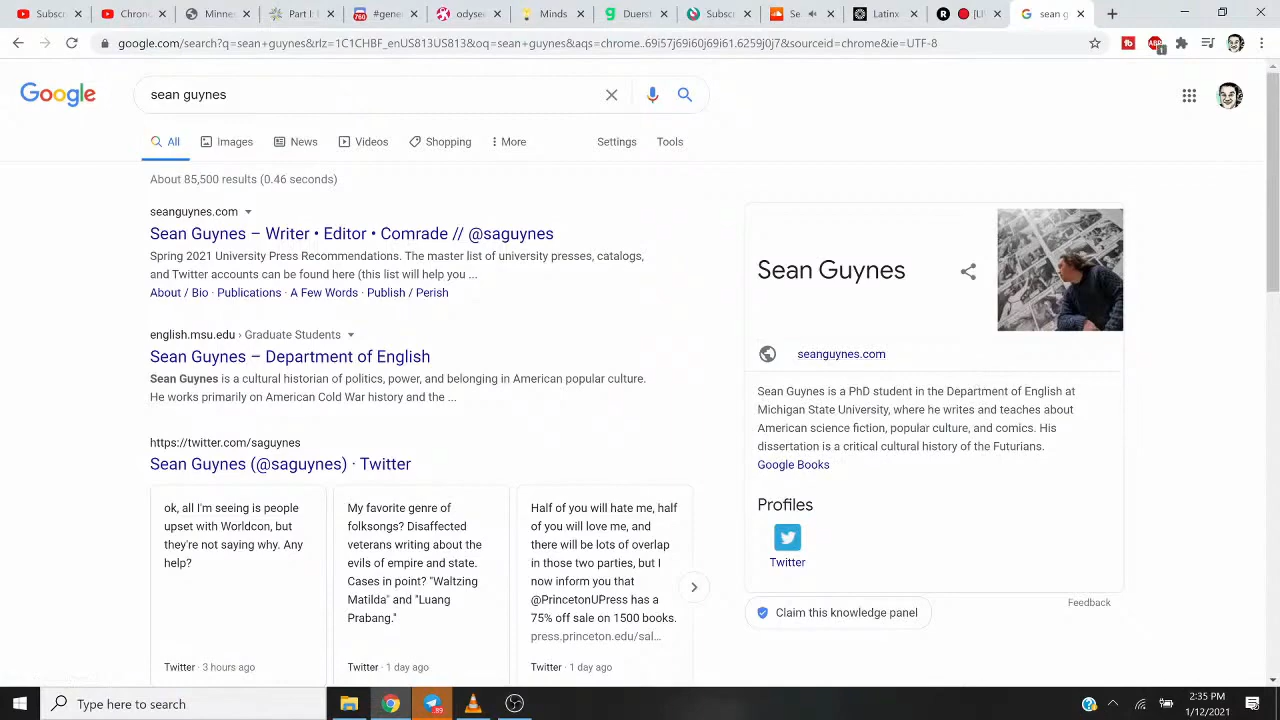 Subsc
Chron
Minne
Part I
760
#gene
odyse
Minds
Duers
Subsc
Se
Latinx
[L
sean g
google.com/search?q=sean+guynes&rlz=1C1CHBF_enUS813US813&oq=sean+guynes&aqs=chrome..69i57j69i60j69i61.6259j0j7&sourceid=chrome&ie=UTF-8
1
Google
sean guynes
All
Images
News
Videos
Shopping
More
Settings
Tools
About 85,500 results (0.46 seconds)
seanguynes.com
Sean Guynes – Writer • Editor • Comrade // @saguynes
Spring 2021 University Press Recommendations. The master list of university presses, catalogs,
and Twitter accounts can be found here (this list will help you ...
About / Bio · Publications · A Few Words · Publish / Perish
english.msu.edu › Graduate Students
Sean Guynes – Department of English
Sean Guynes is a cultural historian of politics, power, and belonging in American popular culture.
He works primarily on American Cold War history and the ...
https://twitter.com/saguynes
Sean Guynes (@saguynes) · Twitter
ok, all I'm seeing is people
upset with Worldcon, but
they're not saying why. Any
help?
Twitter · 3 hours ago
My favorite genre of
folksongs? Disaffected
veterans writing about the
evils of empire and state.
Cases in point? "Waltzing
Matilda" and "Luang
Prabang."
Twitter · 1 day ago
Half of you will hate me, half
of you will love me, and
there will be lots of overlap
in those two parties, but I
now inform you that
@PrincetonUPress has a
75% off sale on 1500 books.
press.princeton.edu/sal...
Twitter · 1 day ago
Sean Guynes
seanguynes.com
Sean Guynes is a PhD student in the Department of English at
Michigan State University, where he writes and teaches about
American science fiction, popular culture, and comics. His
dissertation is a critical cultural history of the Futurians.
Google Books
Profiles
Twitter
Feedback
Claim this knowledge panel
Type here to search
2:35 PM
1/12/2021